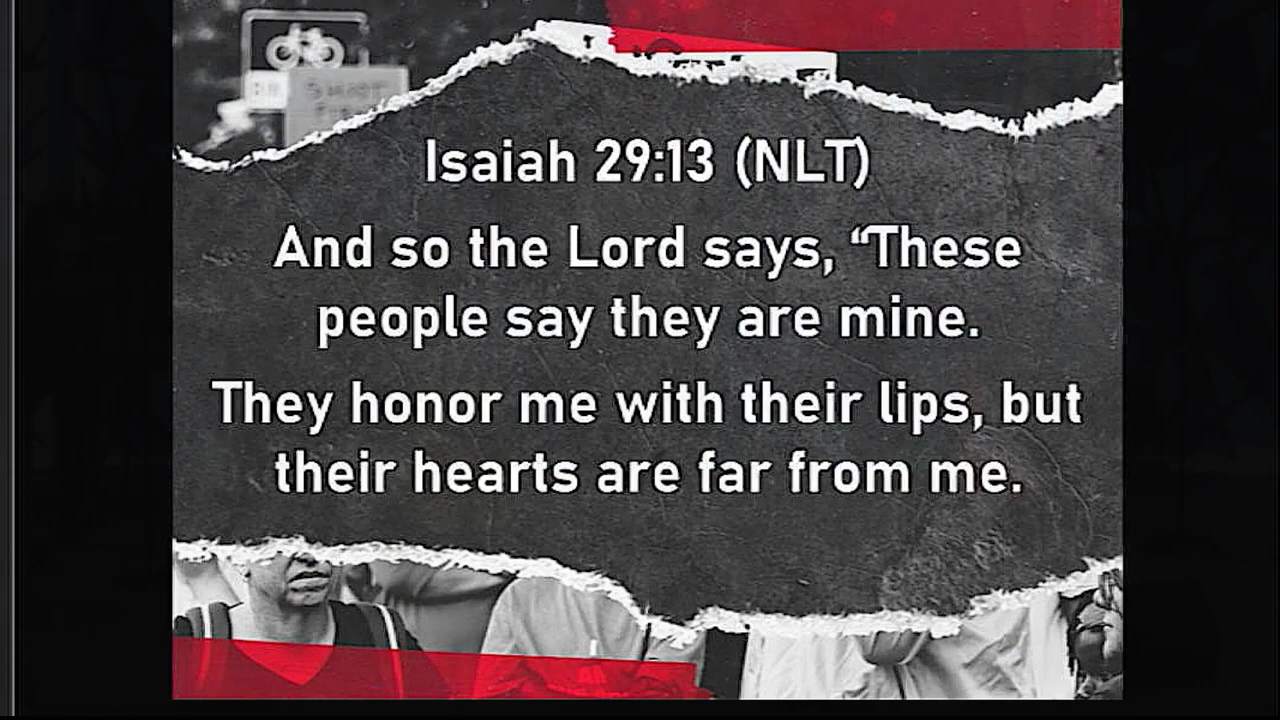 Isaiah 29:13 (NLT)
And so the Lord says, “These
people say they are mine.
They honor me with their lips, but
their hearts are far from me.